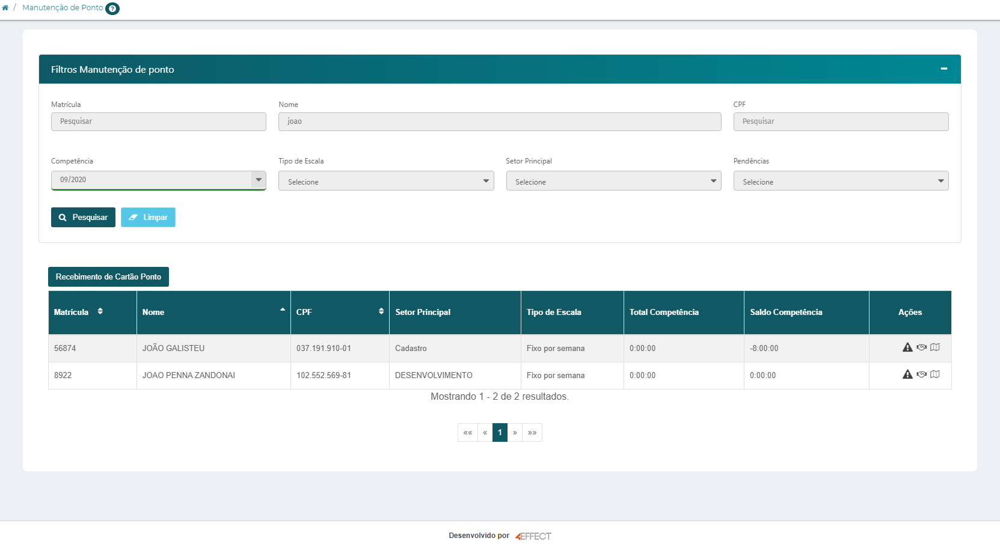 / Manutenção de Ponto ?
Filtros Manutenção de ponto
Matrícula Nome CPF
Pesquisar joao Pesquisar
Competência Tipo de Escala Setor Principal Pendências
09/2020 Selecione Selecione Selecione
Pesquisar Limpar
Recebimento de Cartão Ponto
Matrícula Nome CPF Setor Principal Tipo de Escala Total Competência Saldo Competência Ações
56874 JOÃO GALISTEU 037.191.910-01 Cadastro Fixo por semana 0:00:00 -8:00:00
8922 JOAO PENNA ZANDONAI 102.552.569-81 DESENVOLVIMENTO Fixo por semana 0:00:00 0:00:00
Mostrando 1 - 2 de 2 resultados.
«« « 1 » »»
Desenvolvido por 4EFFECT